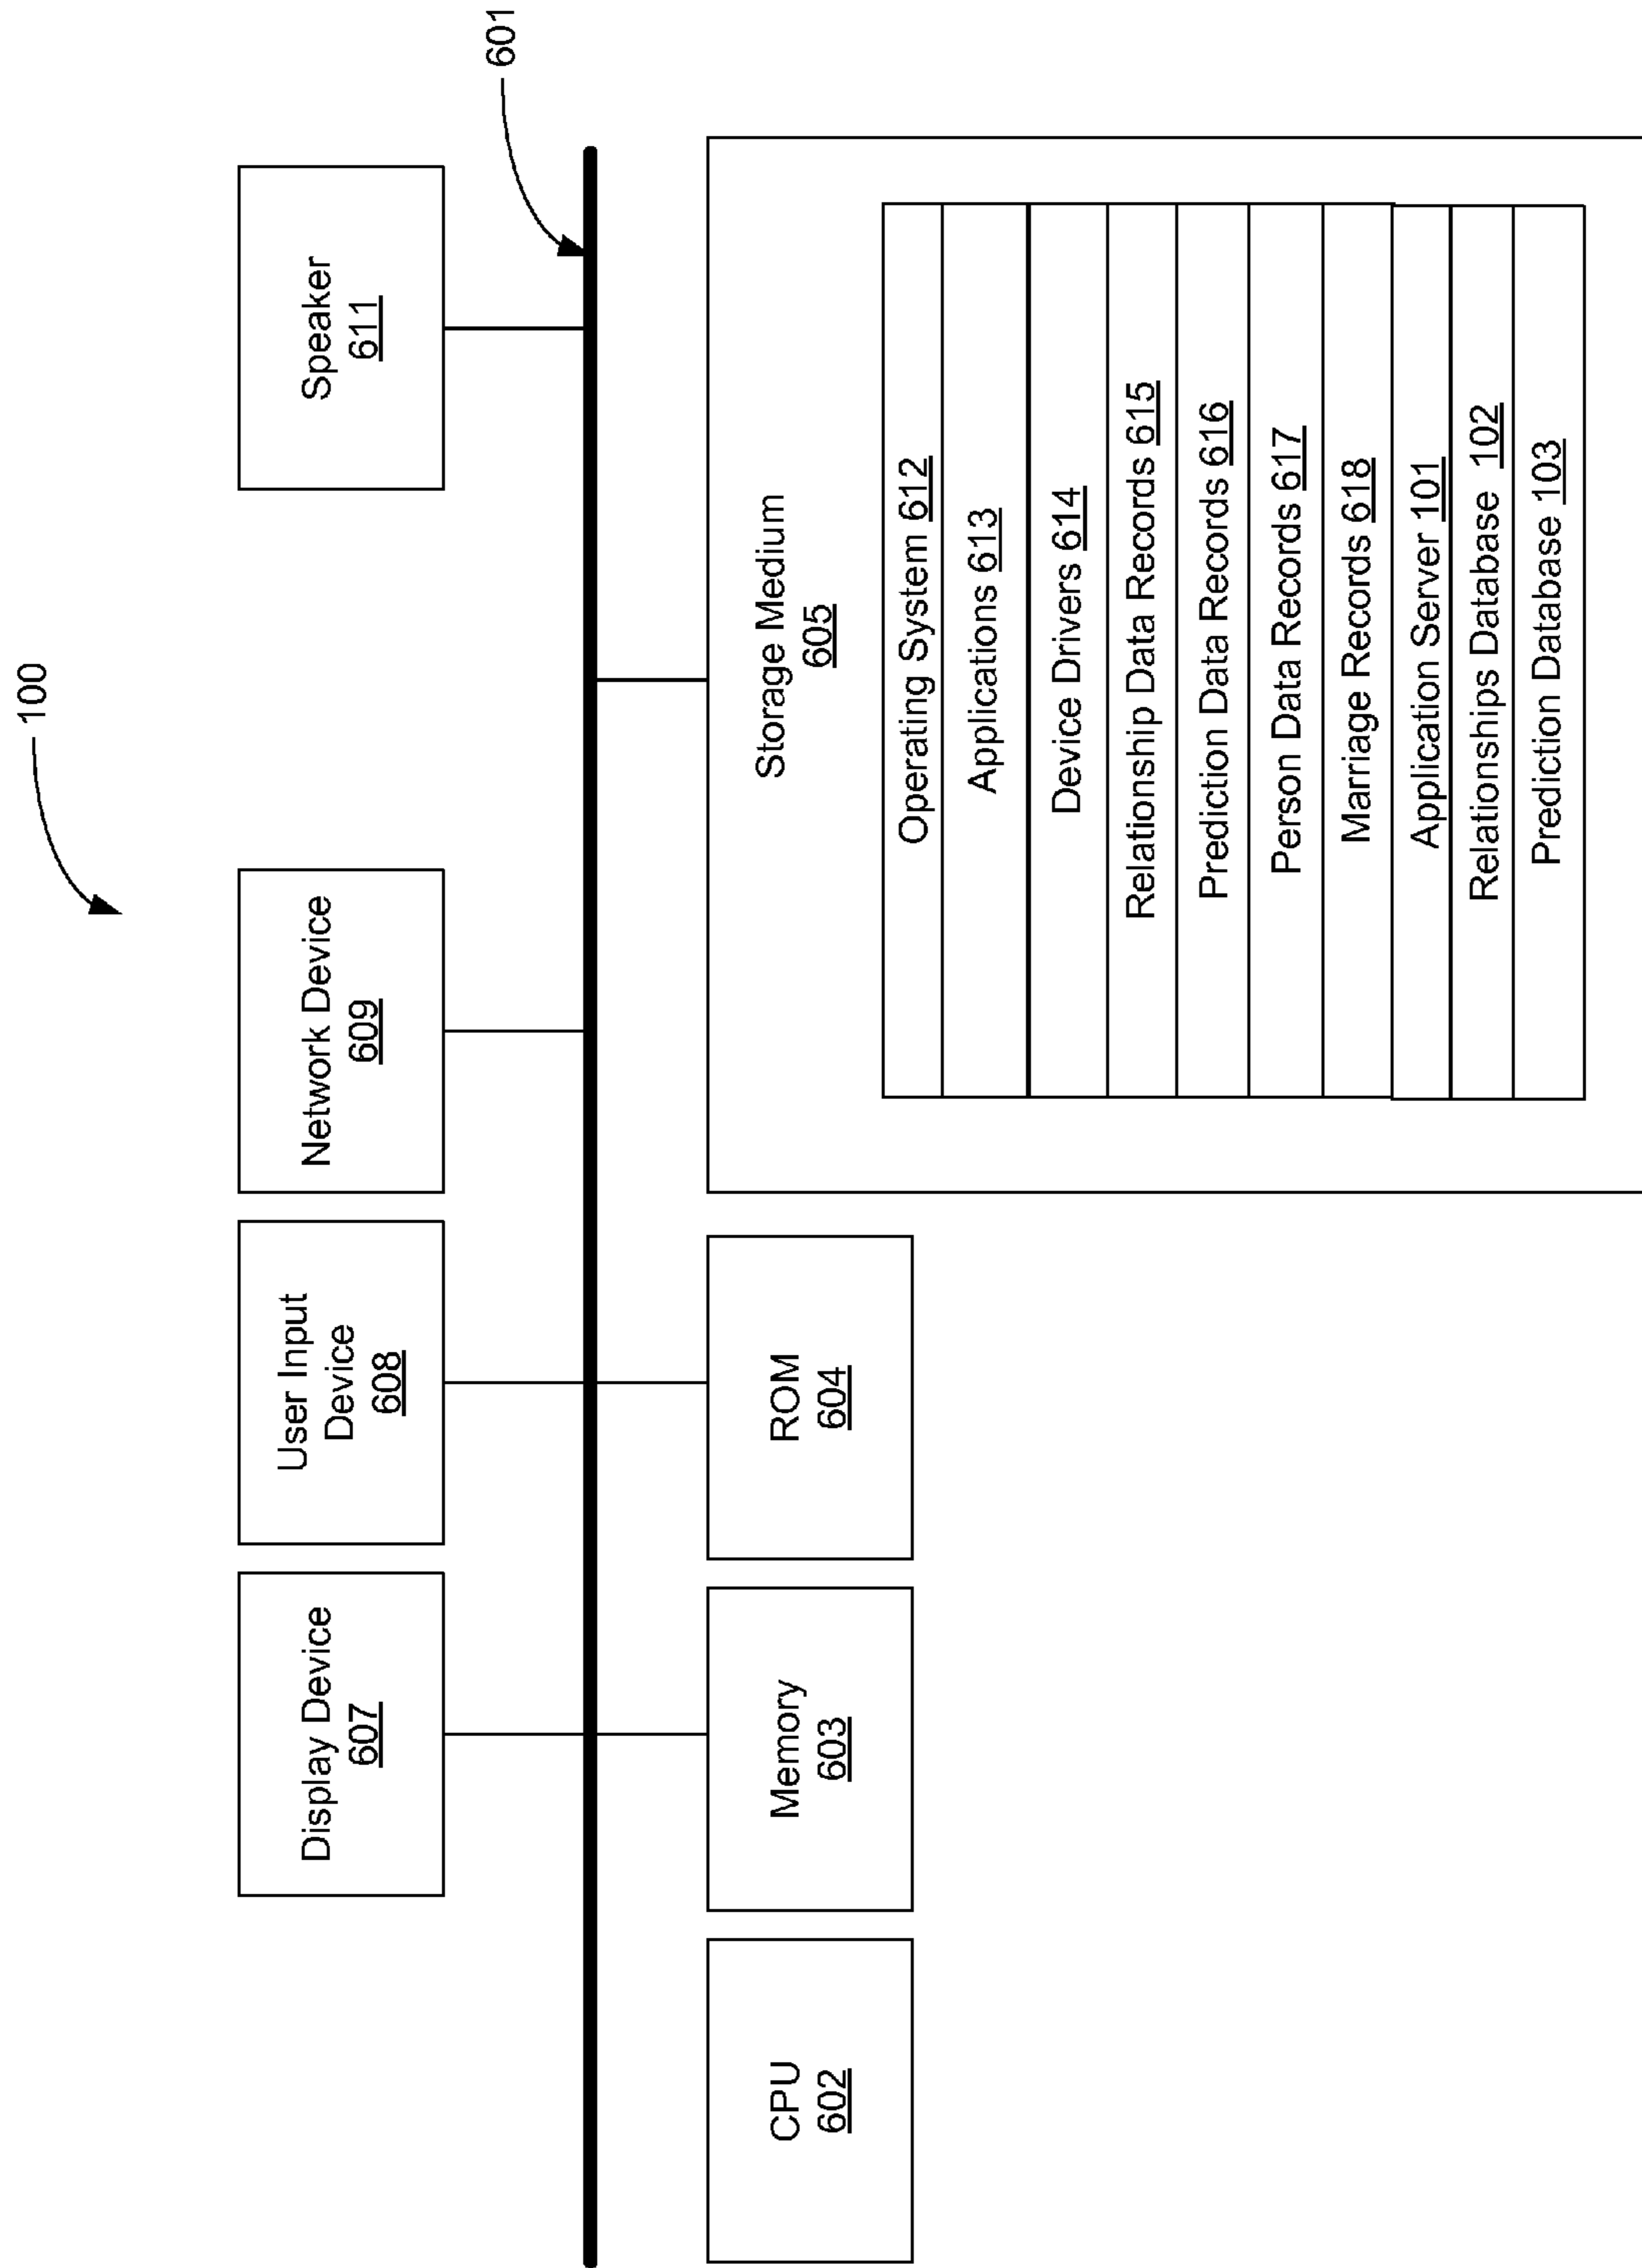 100
601
Display Device
607
User Input
Device
608
Network Device
609
Speaker
611
CPU
602
Memory
603
ROM
604
Storage Medium
605
Operating System 612
Applications 613
Device Drivers 614
Relationship Data Records 615
Prediction Data Records 616
Person Data Records 617
Marriage Records 618
Application Server 101
Relationships Database 102
Prediction Database 103